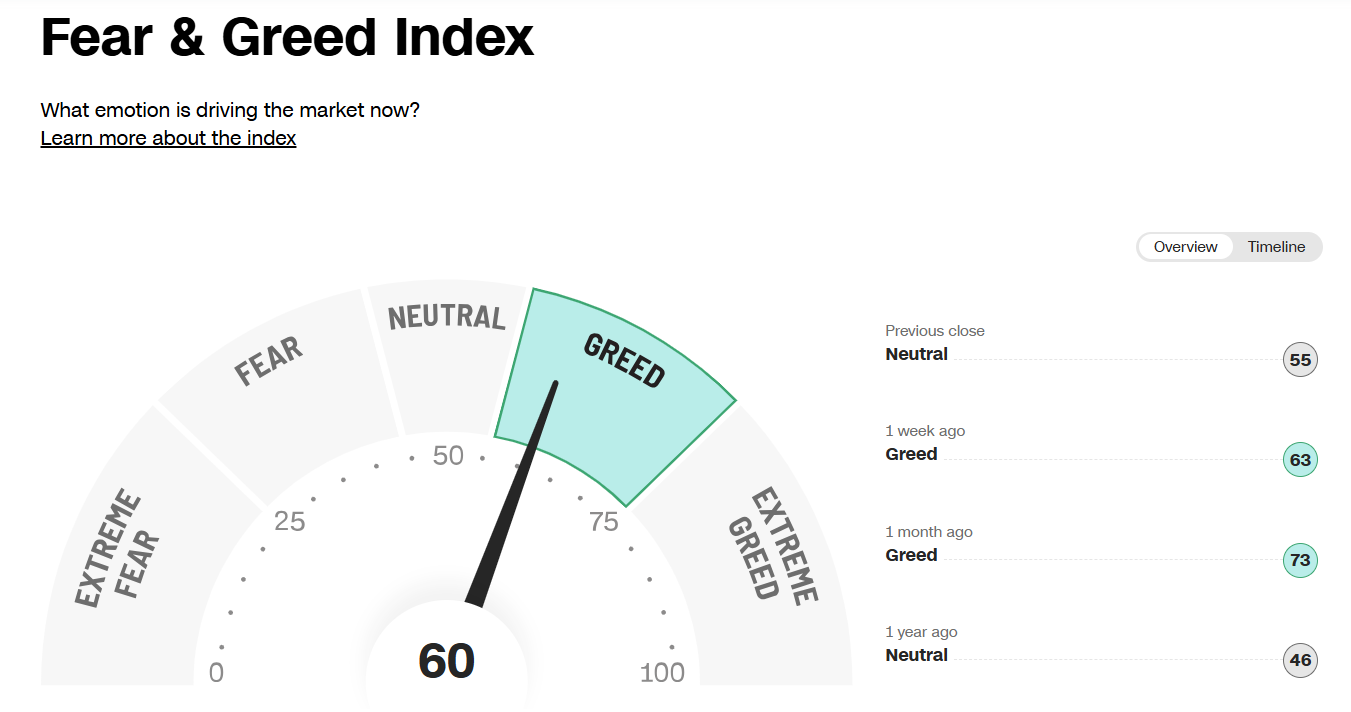 Fear & Greed Index
What emotion is driving the market now?
Learn more about the index
Overview
Timeline
EXTREME
FEAR
FEAR
NEUTRAL
GREED
EXTREME
GREED
0
25
50
75
100
60
Previous close
Neutral
55
1 week ago
Greed
63
1 month ago
Greed
73
1 year ago
Neutral
46